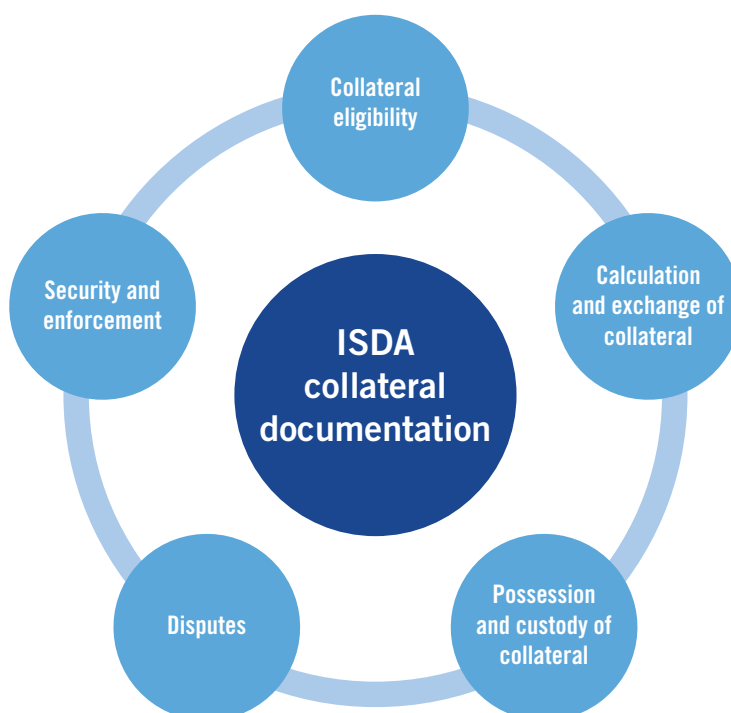 Collateral
eligibility
Calculation
and exchange of
collateral
Security and
enforcement
ISDA
collateral
documentation
Possession
and custody of
collateral
Disputes